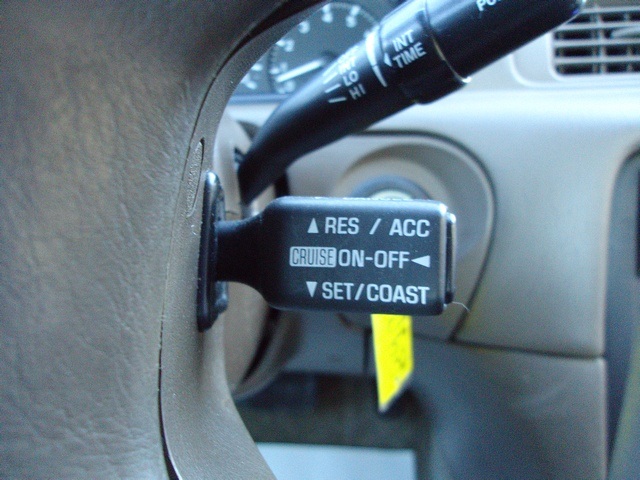 INT
TIME
LO
HI
▲ RES / ACC
CRUISE ON-OFF ◄
▼ SET/COAST